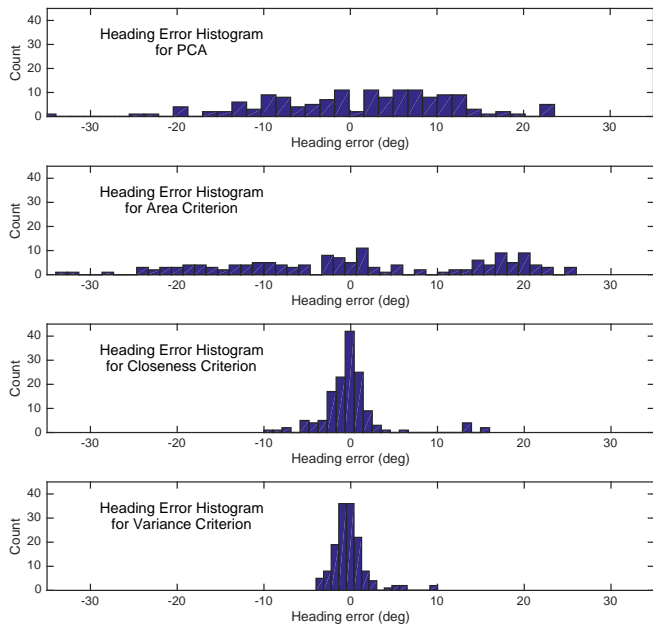 Heading Error Histogram
for PCA
Count
40
30
20
10
0
-30 -20 -10 0 10 20 30
Heading error (deg)
Heading Error Histogram
for Area Criterion
Count
40
30
20
10
0
-30 -20 -10 0 10 20 30
Heading error (deg)
Heading Error Histogram
for Closeness Criterion
Count
40
30
20
10
0
-30 -20 -10 0 10 20 30
Heading error (deg)
Heading Error Histogram
for Variance Criterion
Count
40
30
20
10
0
-30 -20 -10 0 10 20 30
Heading error (deg)